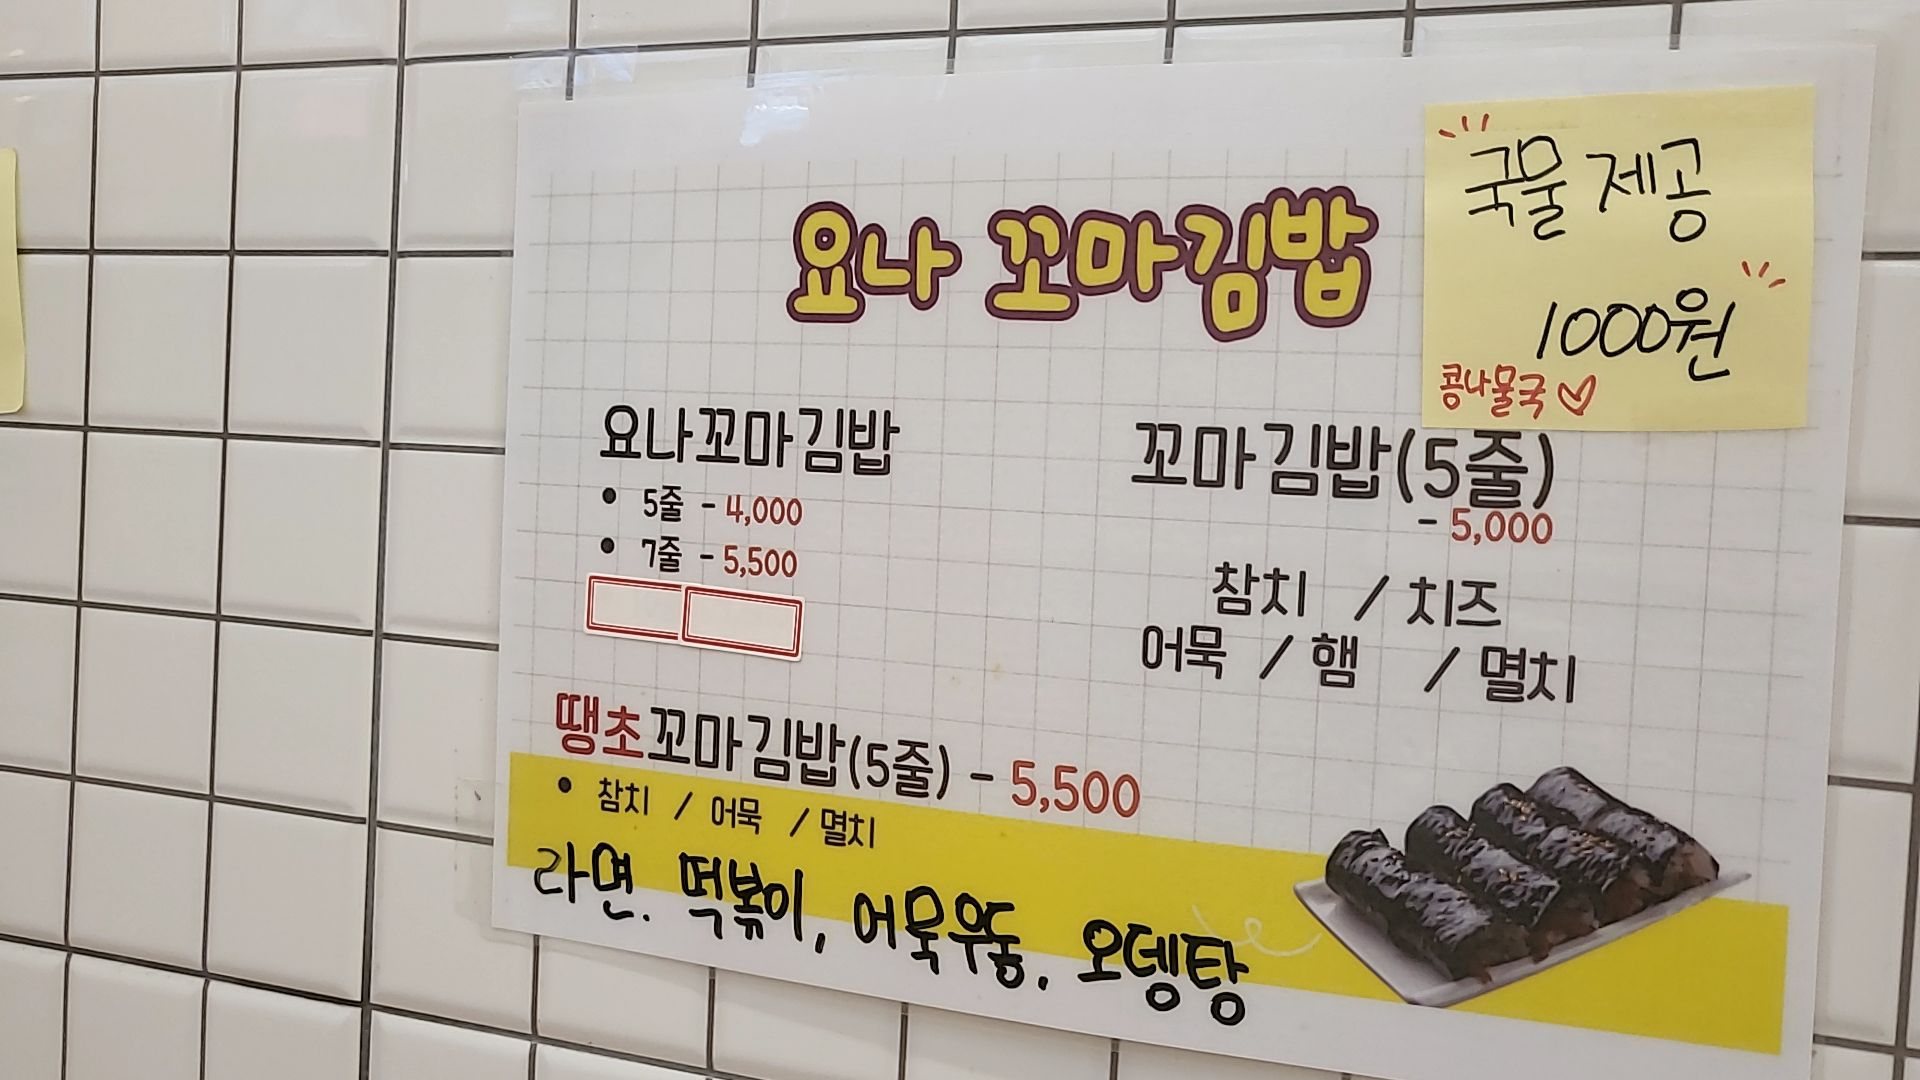 요나 꼬마김밥
국물 제공
1000원
콩나물국♡
요나꼬마김밥
• 5줄 - 4,000
• 7줄 - 5,500
꼬마김밥(5줄)
- 5,000
참치 / 치즈
어묵 / 햄 / 멸치
땡초꼬마김밥(5줄) - 5,500
• 참치 / 어묵 / 멸치
라면. 떡볶이, 어묵우동. 오뎅탕